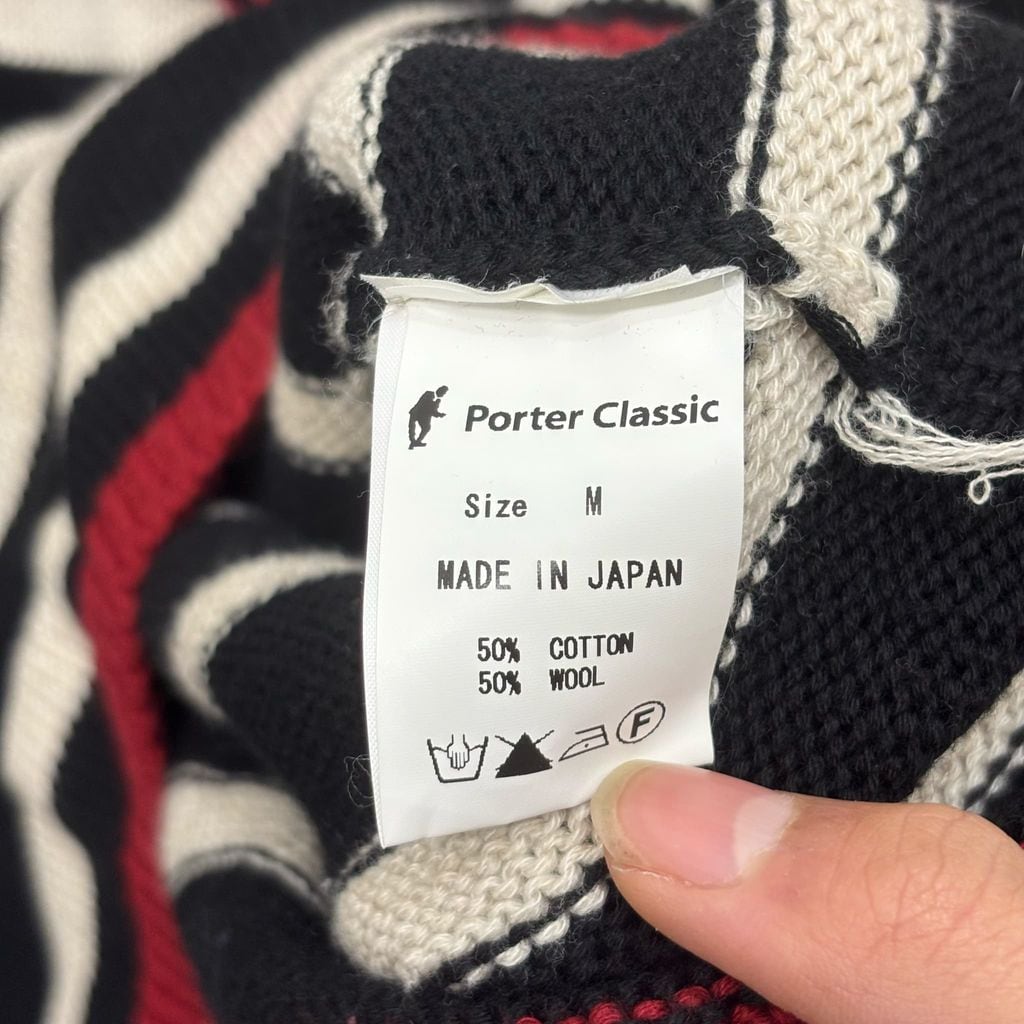 Porter Classic
Size M
MADE IN JAPAN
50% COTTON
50% WOOL
F